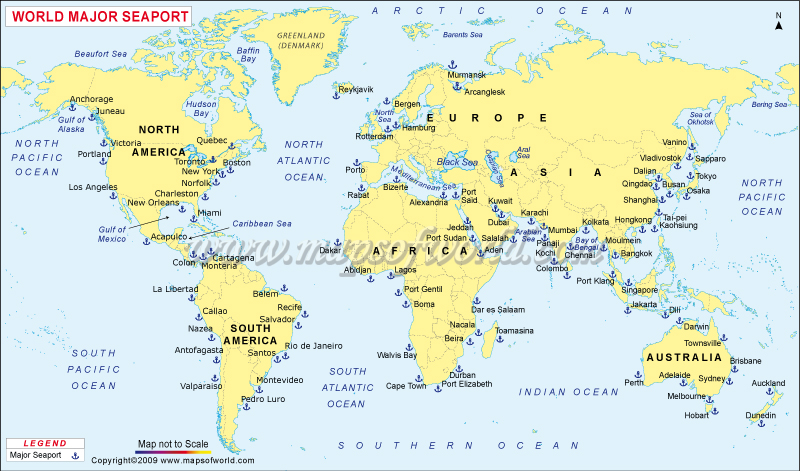 WORLD MAJOR SEAPORT
ARCTIC OCEAN
N
GREENLAND
(DENMARK)
Barents Sea
Beaufort Sea
Baffin
Bay
Murmansk
Arcanglesk
Reykjavik
Bering Sea
Anchorage
Juneau
Hudson
Bay
Bergen
North
Sea
EUROPE
Sea of
Okhotsk
Gulf of
Alaska
NORTH
AMERICA
Rotterdam
Hamburg
Victoria
Quebec
Vanino
NORTH
PACIFIC
OCEAN
NORTH
ATLANTIC
OCEAN
Portland
Toronto
Boston
New York
Black Sea
Caspian Sea
Aral
Sea
ASIA
Vladivostok
Sapparo
Dalian
Tokyo
Porto
Mediterranean Sea
Los Angeles
Norfolk
Charleston
New Orleans
Rabat
Bizerte
Alexandria
Port
Said
Kuwait
Qingdao
Busan
Osaka
Shanghai
NORTH
PACIFIC
OCEAN
Miami
Gulf of
Mexico
Caribbean Sea
Acapulco
Jeddah
Port Sudan
Dubai
Salalah
Aden
Karachi
Arabian
Sea
Mumbai
Panaji
Kochi
Kolkata
Bay of
Bengal
Chennai
Hongkong
Tai-pei
Kaohsiung
Moulmein
Bangkok
www.mapsofworld.com
Dakar
AFRICA
Colon
Cartagena
Monteria
Abidjan
Lagos
Colombo
Port Klang
La Libertad
Belem
Port Gentil
Boma
Singapore
Jakarta
Dili
Recife
Salvador
Dar es Salaam
Callao
Nazea
SOUTH
AMERICA
Nacala
Beira
Toamasina
Darwin
Townsville
Antofagasta
Santos
Rio de Janeiro
Walvis Bay
AUSTRALIA
Brisbane
SOUTH
PACIFIC
OCEAN
SOUTH
ATLANTIC
OCEAN
Valparaiso
Montevideo
Pedro Luro
Cape Town
Durban
Port Elizabeth
INDIAN OCEAN
Perth
Adelaide
Sydney
Auckland
Melbourne
Hobart
Dunedin
LEGEND
Major Seaport
Map not to Scale
Copyright ©2009 www.mapsofworld.com
SOUTHERN OCEAN